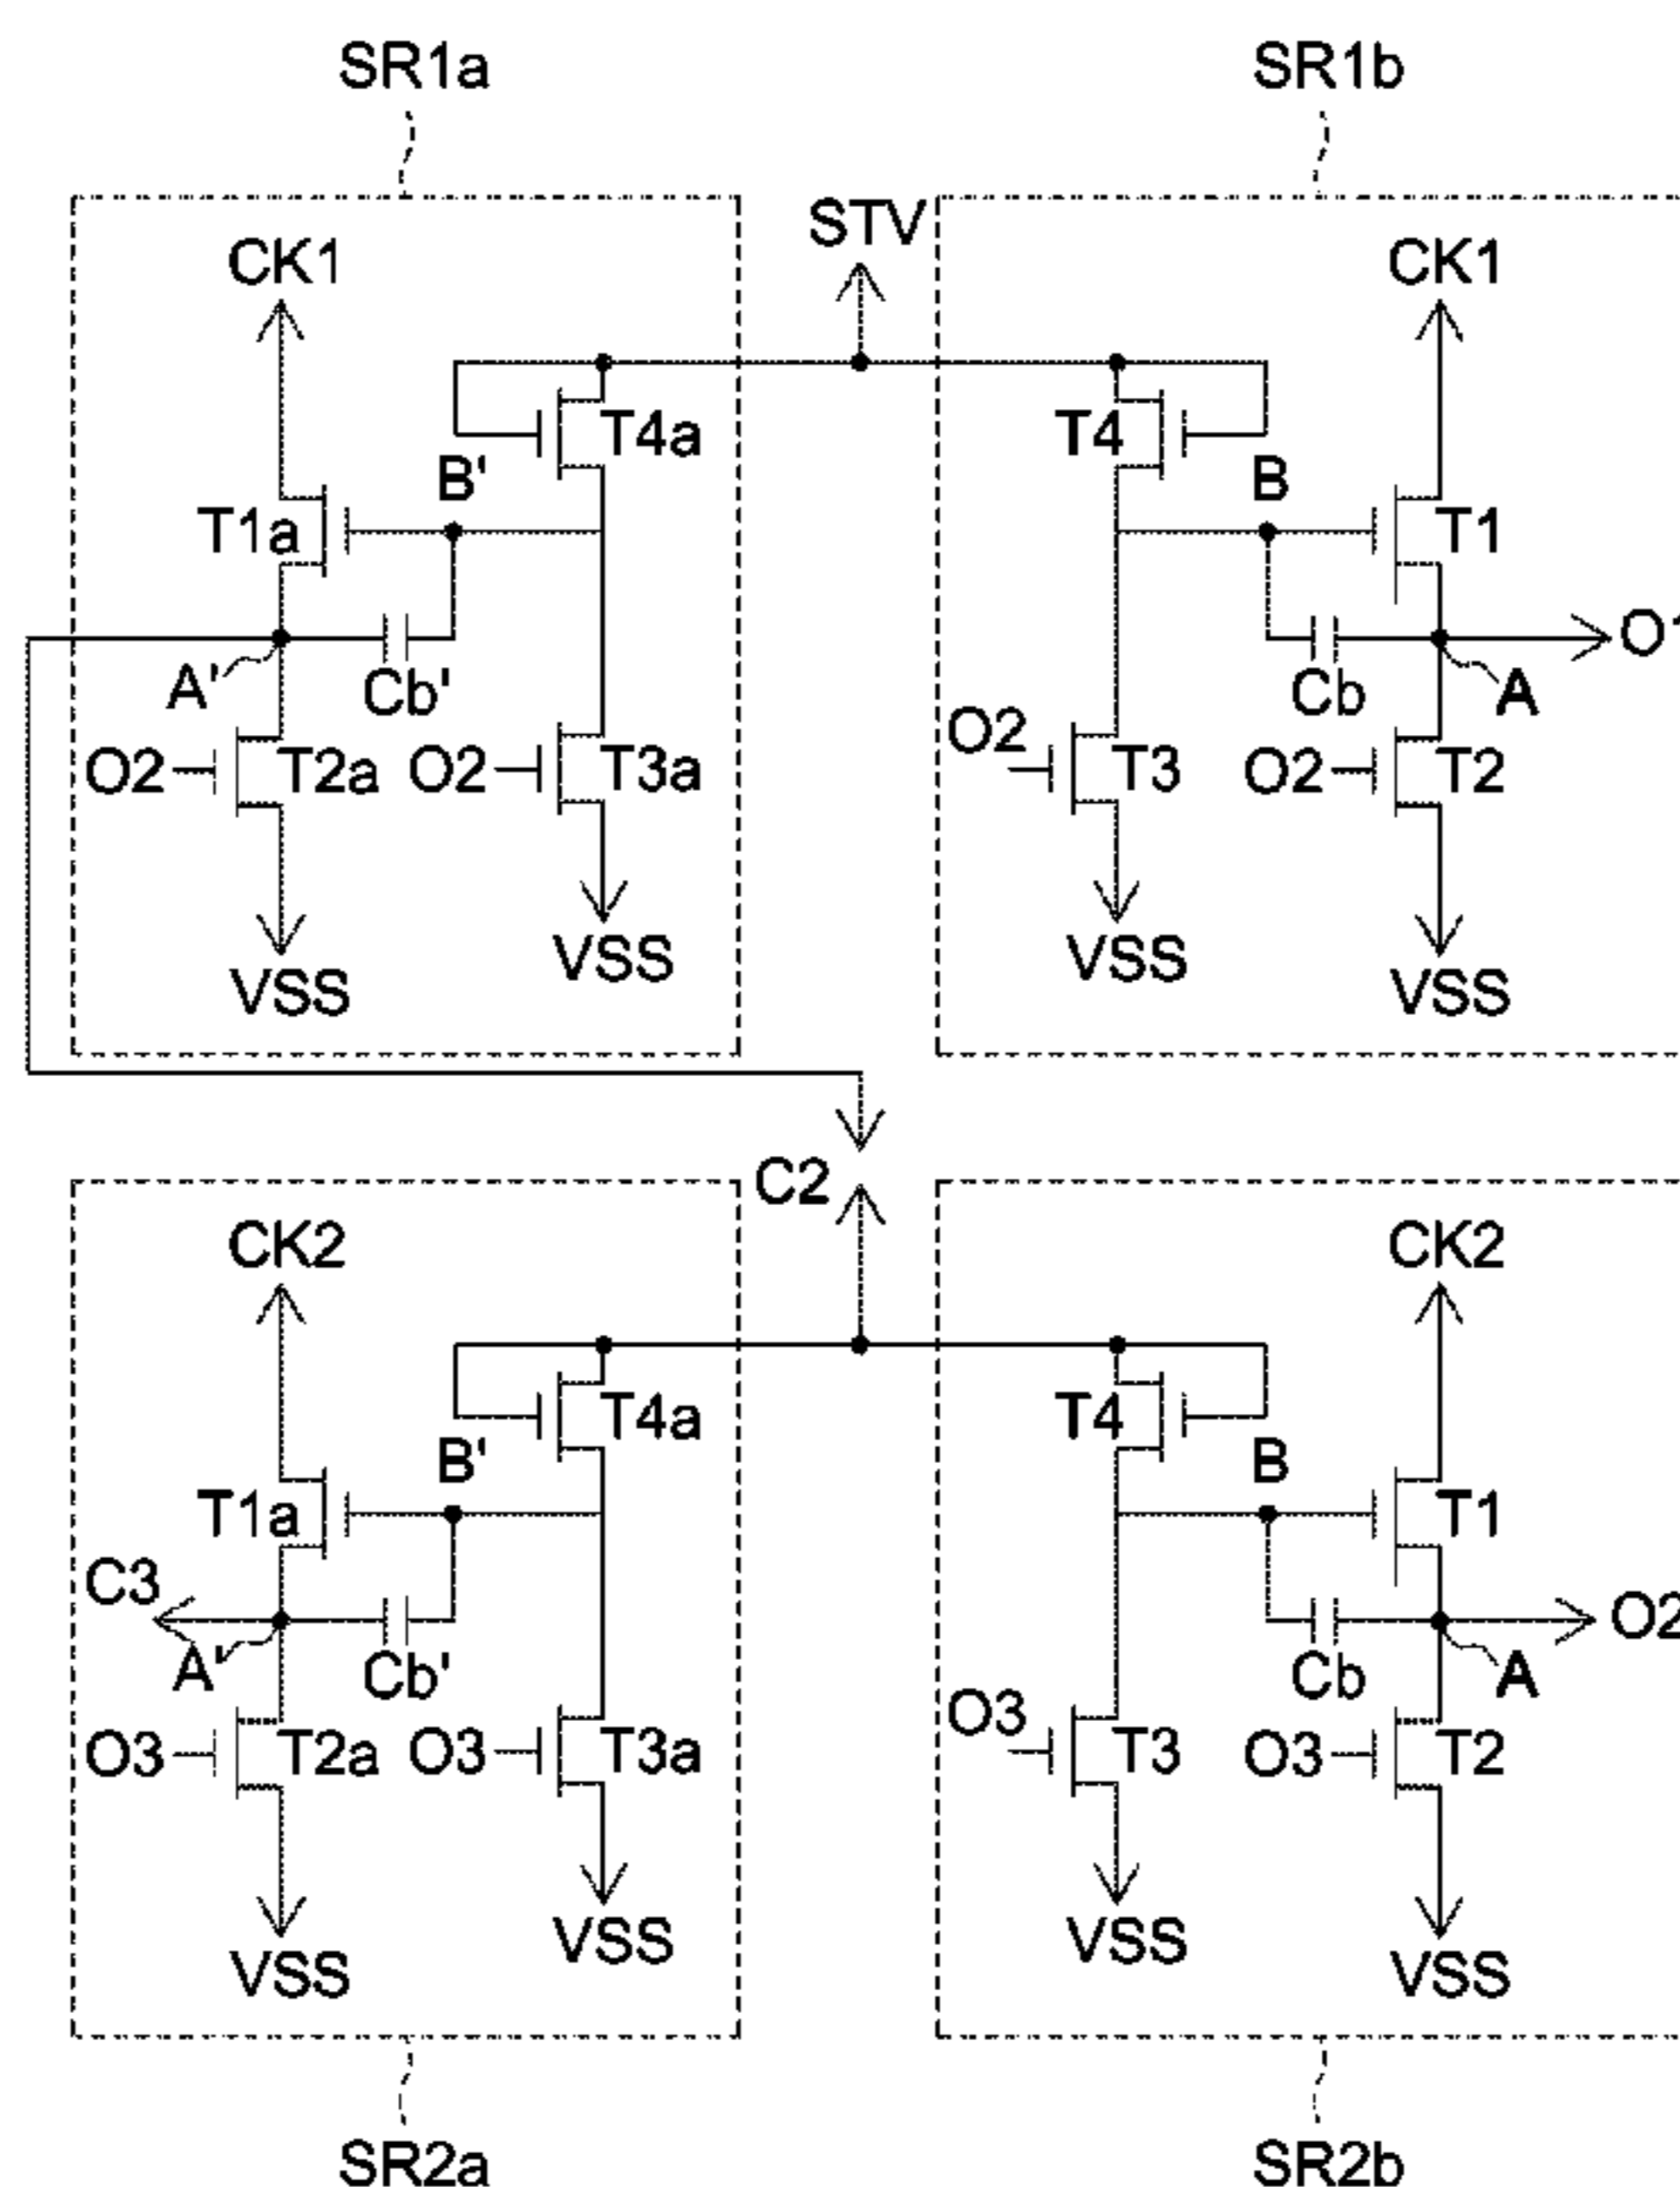 SR1a SR1b
STV
CK1 CK1
T4a T4
B' B
T1a T1
O1
A' Cb' Cb A
O2 T2a O2 T3a O2 T3 O2 T2
VSS VSS VSS VSS
C2
CK2 CK2
T4a T4
B' B
T1a T1
C3 O2
A' Cb' Cb A
O3 T2a O3 T3a O3 T3 O3 T2
VSS VSS VSS VSS
SR2a SR2b